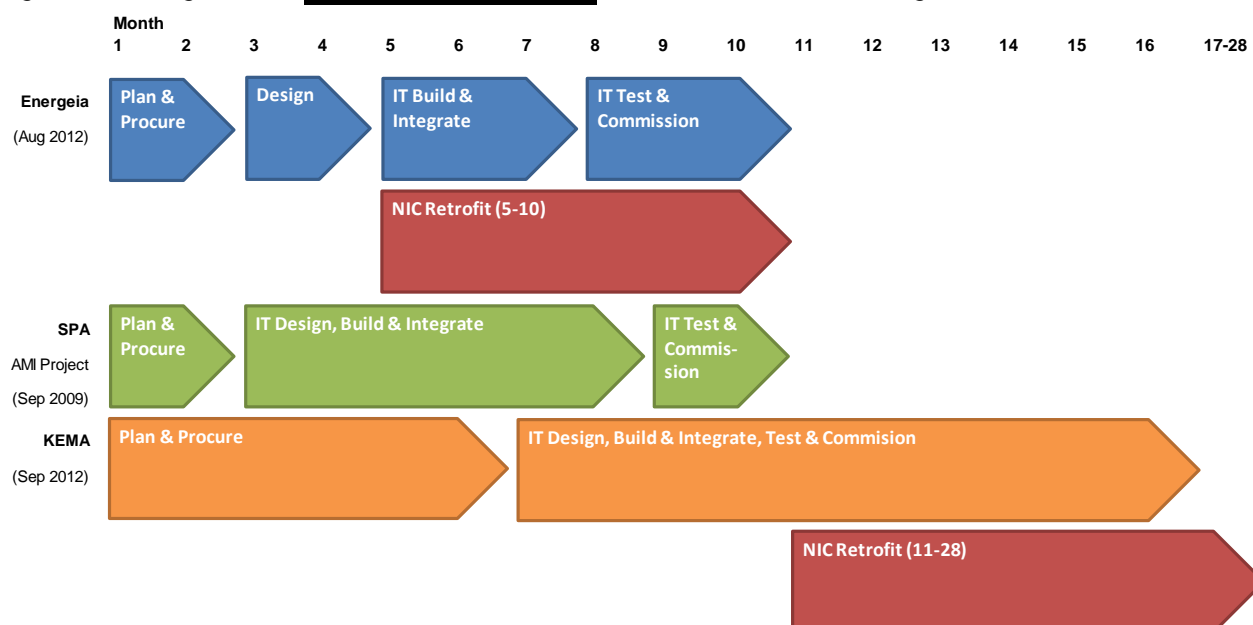 Month
1 2 3 4 5 6 7 8 9 10 11 12 13 14 15 16 17-28
Energeia
(Aug 2012)
Plan &
Procure
Design
IT Build &
Integrate
IT Test &
Commission
NIC Retrofit (5-10)
SPA
AMI Project
(Sep 2009)
Plan &
Procure
IT Design, Build & Integrate
IT Test &
Commis-
sion
KEMA
(Sep 2012)
Plan & Procure
IT Design, Build & Integrate, Test & Commision
NIC Retrofit (11-28)